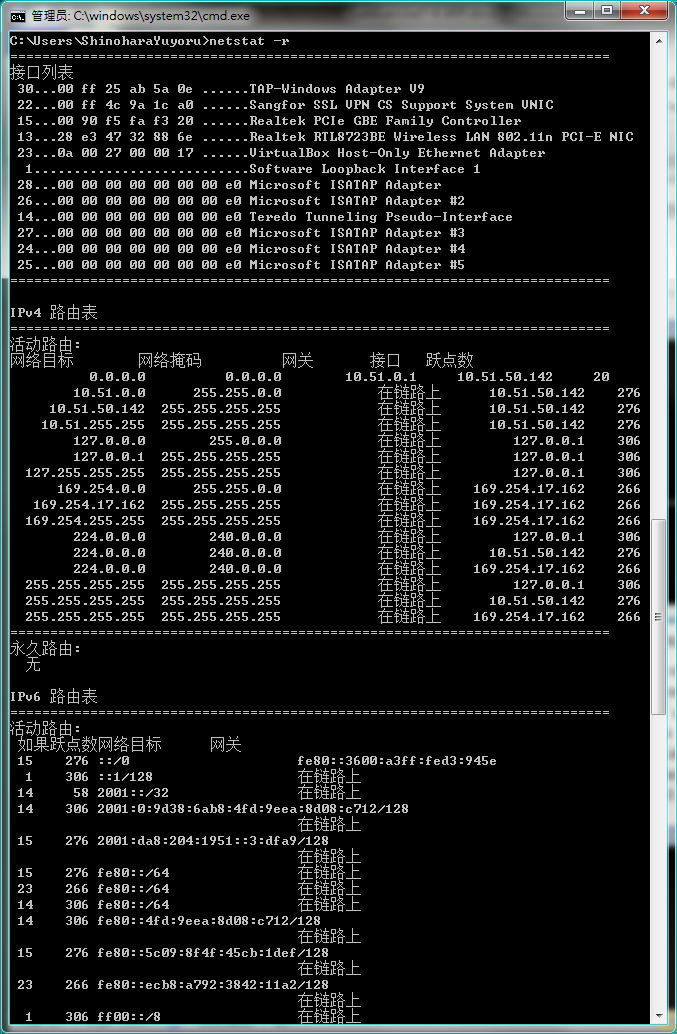 管理员: C:\windows\system32\cmd.exe
C:\Users\ShinoharaYuyoru>netstat -r
===========================================================================
接口列表
 30...00 ff 25 ab 5a 0e ......TAP-Windows Adapter V9
 22...00 ff 4c 9a 1c a0 ......Sangfor SSL VPN CS Support System VNIC
 15...00 90 f5 fa f3 20 ......Realtek PCIe GBE Family Controller
 13...28 e3 47 32 88 6e ......Realtek RTL8723BE Wireless LAN 802.11n PCI-E NIC
 23...0a 00 27 00 00 17 ......VirtualBox Host-Only Ethernet Adapter
  1...........................Software Loopback Interface 1
 28...00 00 00 00 00 00 00 e0 Microsoft ISATAP Adapter
 26...00 00 00 00 00 00 00 e0 Microsoft ISATAP Adapter #2
 14...00 00 00 00 00 00 00 e0 Teredo Tunneling Pseudo-Interface
 27...00 00 00 00 00 00 00 e0 Microsoft ISATAP Adapter #3
 24...00 00 00 00 00 00 00 e0 Microsoft ISATAP Adapter #4
 25...00 00 00 00 00 00 00 e0 Microsoft ISATAP Adapter #5
===========================================================================
IPv4 路由表
===========================================================================
活动路由:
网络目标        网络掩码          网关       接口   跃点数
          0.0.0.0          0.0.0.0        10.51.0.1     10.51.50.142     20
        10.51.0.0      255.255.0.0            在链路上      10.51.50.142    276
     10.51.50.142  255.255.255.255            在链路上      10.51.50.142    276
    10.51.255.255  255.255.255.255            在链路上      10.51.50.142    276
        127.0.0.0        255.0.0.0            在链路上         127.0.0.1    306
        127.0.0.1  255.255.255.255            在链路上         127.0.0.1    306
  127.255.255.255  255.255.255.255            在链路上         127.0.0.1    306
      169.254.0.0      255.255.0.0            在链路上    169.254.17.162    266
   169.254.17.162  255.255.255.255            在链路上    169.254.17.162    266
  169.254.255.255  255.255.255.255            在链路上    169.254.17.162    266
        224.0.0.0        240.0.0.0            在链路上         127.0.0.1    306
        224.0.0.0        240.0.0.0            在链路上      10.51.50.142    276
        224.0.0.0        240.0.0.0            在链路上    169.254.17.162    266
  255.255.255.255  255.255.255.255            在链路上         127.0.0.1    306
  255.255.255.255  255.255.255.255            在链路上      10.51.50.142    276
  255.255.255.255  255.255.255.255            在链路上    169.254.17.162    266
===========================================================================
永久路由:
  无
IPv6 路由表
===========================================================================
活动路由:
 如果跃点数网络目标      网关
 15    276 ::/0                     fe80::3600:a3ff:fed3:945e
  1    306 ::1/128                  在链路上
 14     58 2001::/32                在链路上
 14    306 2001:0:9d38:6ab8:4fd:9eea:8d08:c712/128
                                    在链路上
 15    276 2001:da8:204:1951::3:dfa9/128
                                    在链路上
 15    276 fe80::/64                在链路上
 23    266 fe80::/64                在链路上
 14    306 fe80::/64                在链路上
 14    306 fe80::4fd:9eea:8d08:c712/128
                                    在链路上
 15    276 fe80::5c09:8f4f:45cb:1def/128
                                    在链路上
 23    266 fe80::ecb8:a792:3842:11a2/128
                                    在链路上
  1    306 ff00::/8                 在链路上